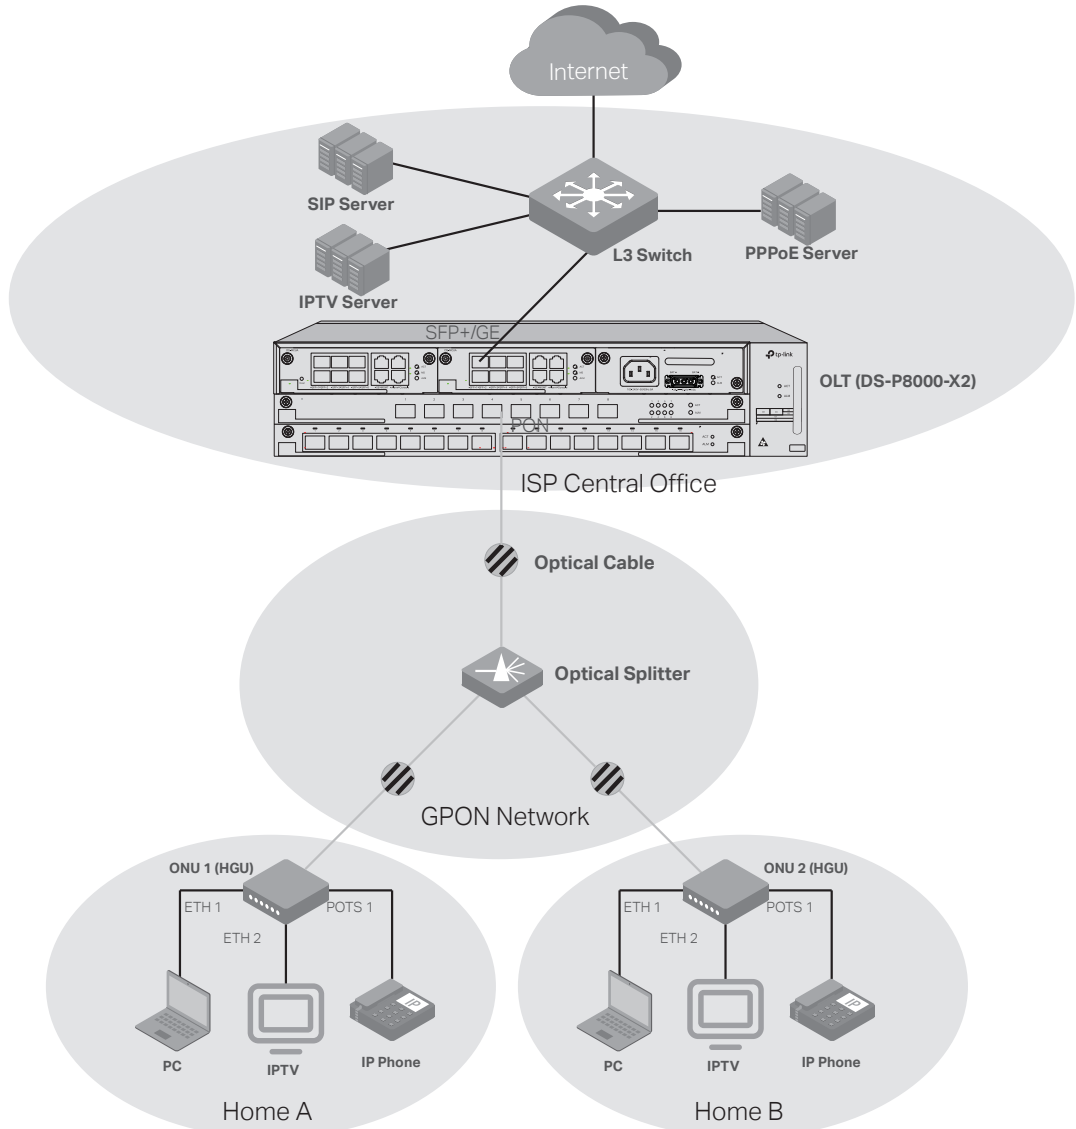 Internet
SIP Server
L3 Switch
PPPoE Server
IPTV Server
SFP+/GE
tp-link
OLT (DS-P8000-X2)
PON
ISP Central Office
Optical Cable
Optical Splitter
GPON Network
ONU 1 (HGU)
ETH 1
POTS 1
ETH 2
PC
IPTV
IP
IP Phone
Home A
ONU 2 (HGU)
ETH 1
POTS 1
ETH 2
PC
IPTV
IP Phone
Home B